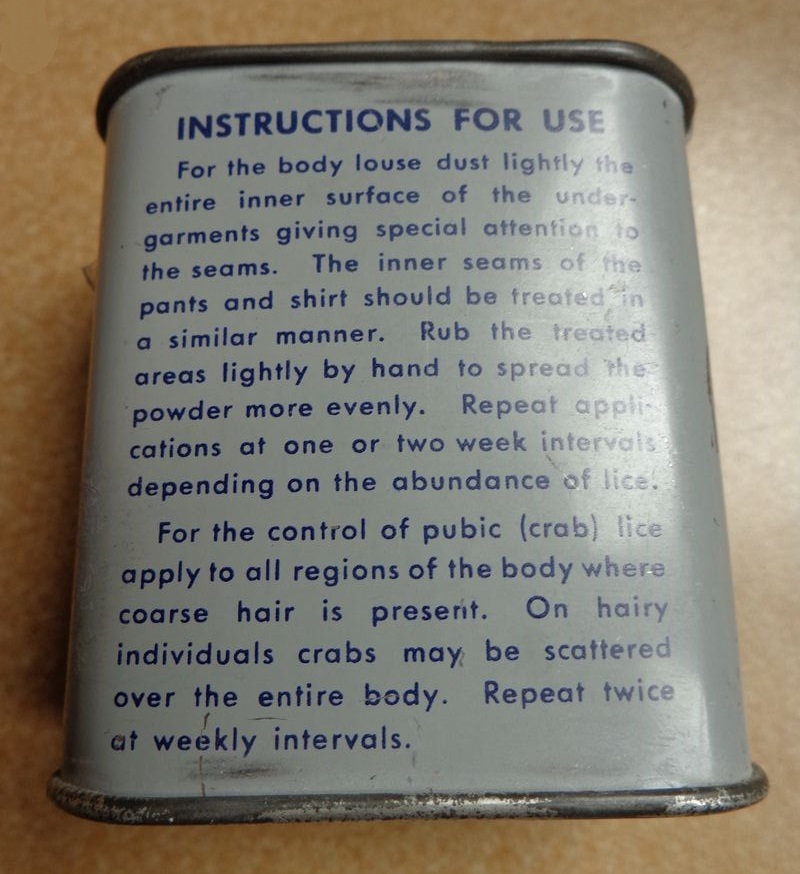 INSTRUCTIONS FOR USE
For the body louse dust lightly the
entire inner surface of the under-
garments giving special attention to
the seams. The inner seams of the
pants and shirt should be treated in
a similar manner. Rub the treated
areas lightly by hand to spread the
powder more evenly. Repeat appli-
cations at one or two week intervals
depending on the abundance of lice.
For the control of pubic (crab) lice
apply to all regions of the body where
coarse hair is present. On hairy
individuals crabs may be scattered
over the entire body. Repeat twice
at weekly intervals.